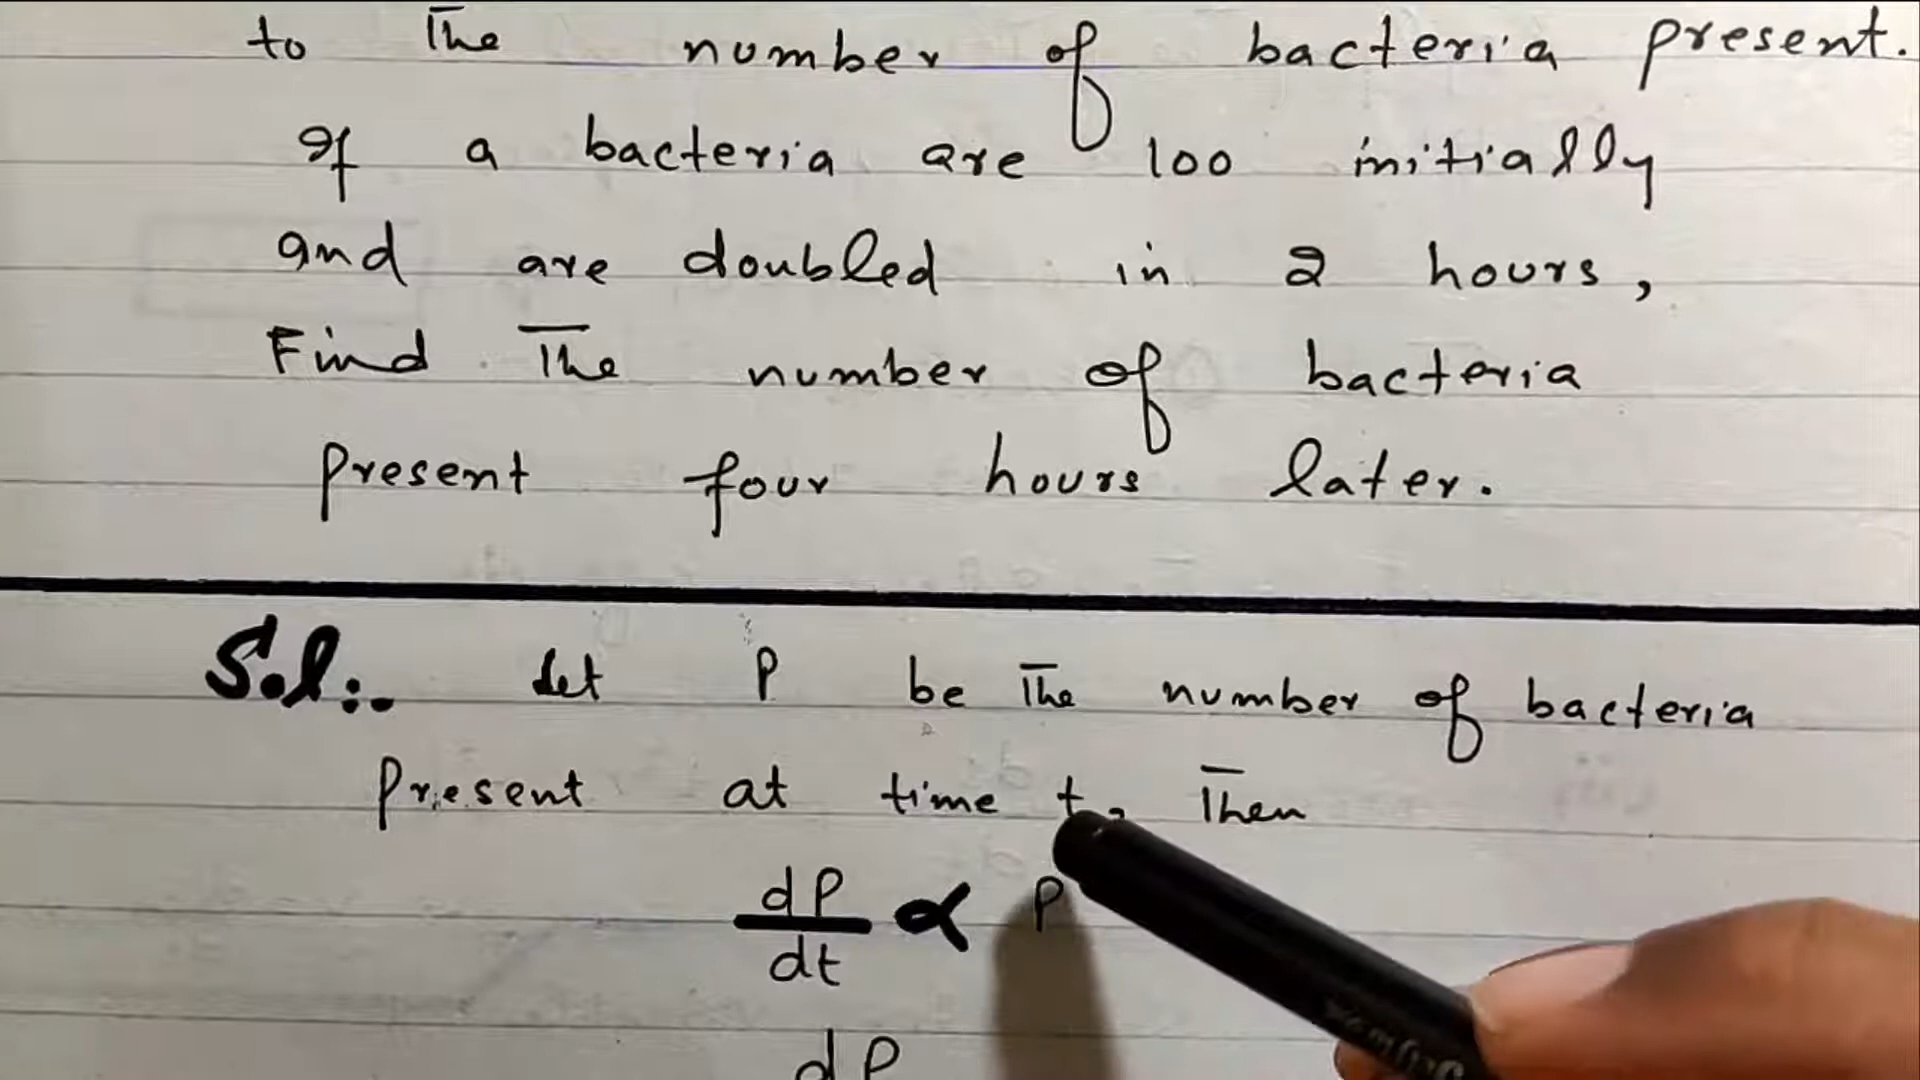 to The number of bacteria present.
If a bacteria are 100 initially
and are doubled in 2 hours,
Find The number of bacteria
present four hours later.
Sol:. Let P be The number of bacteria
Present at time t, Then
dP
dt ∝ P
dP